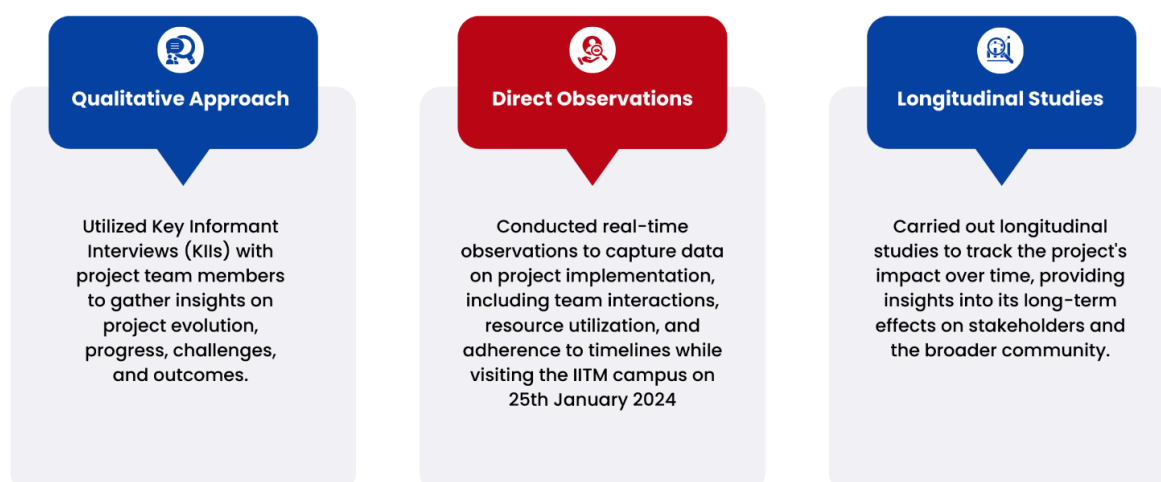 Qualitative Approach
Utilized Key Informant
Interviews (KIIs) with
project team members
to gather insights on
project evolution,
progress, challenges,
and outcomes.
Direct Observations
Conducted real-time
observations to capture data
on project implementation,
including team interactions,
resource utilization, and
adherence to timelines while
visiting the IITM campus on
25th January 2024
Longitudinal Studies
Carried out longitudinal
studies to track the project's
impact over time, providing
insights into its long-term
effects on stakeholders and
the broader community.